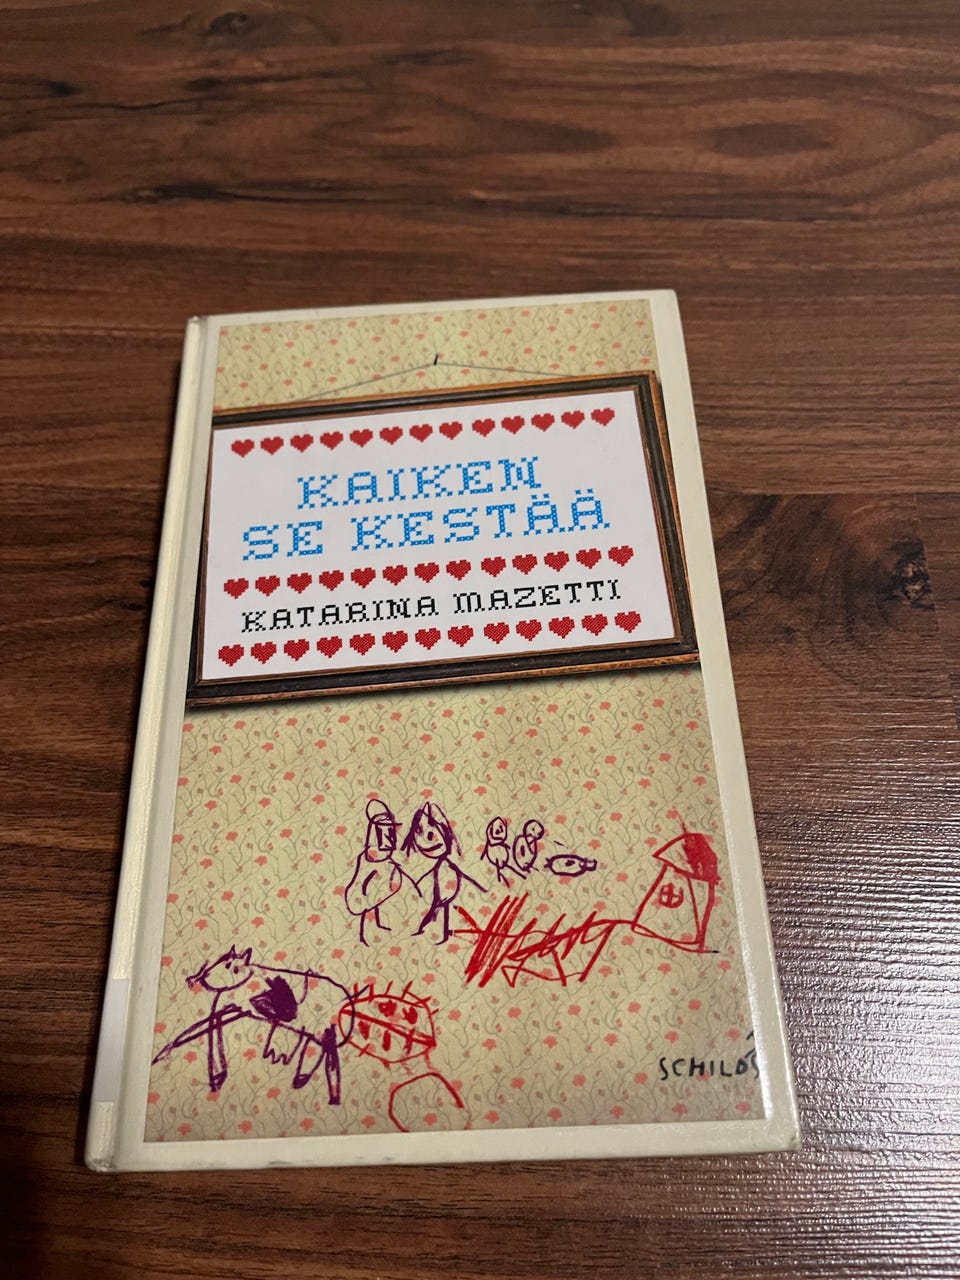 KAIKEN
SE KESTÄÄ
KATARINA MAZETTI
SCHILDS